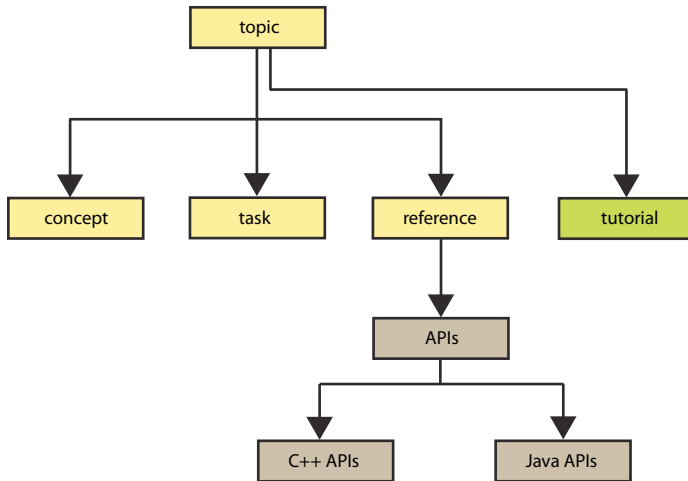 topic
concept
task
reference
tutorial
APIs
C++ APIs
Java APIs